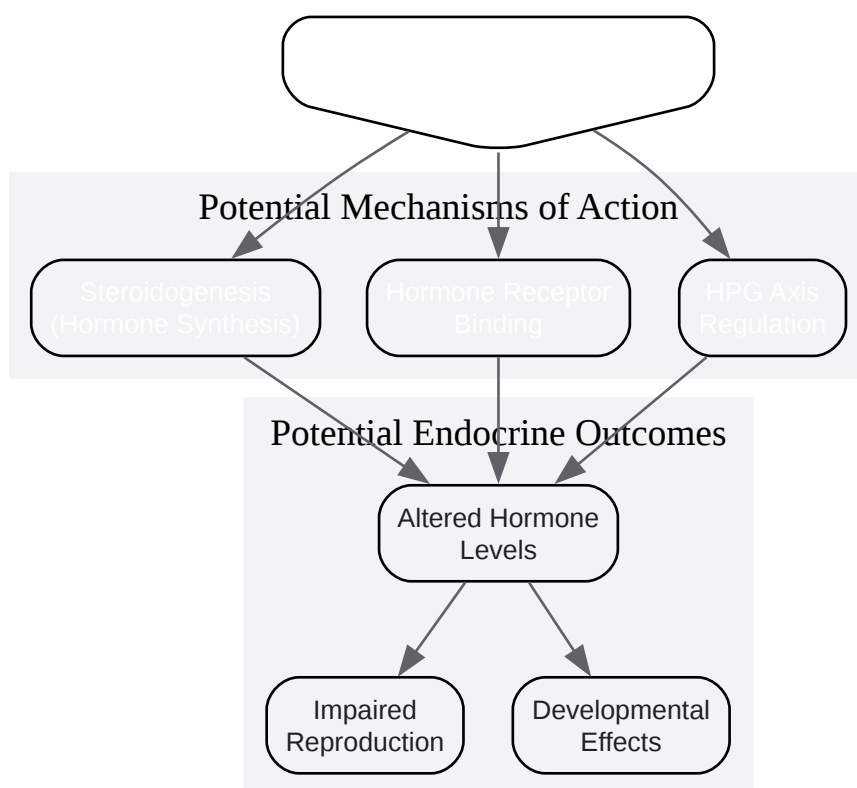 Potential Mechanisms of Action
Steroidogenesis
(Hormone Synthesis)
Hormone Receptor
Binding
HPG Axis
Regulation
Potential Endocrine Outcomes
Altered Hormone
Levels
Impaired
Reproduction
Developmental
Effects